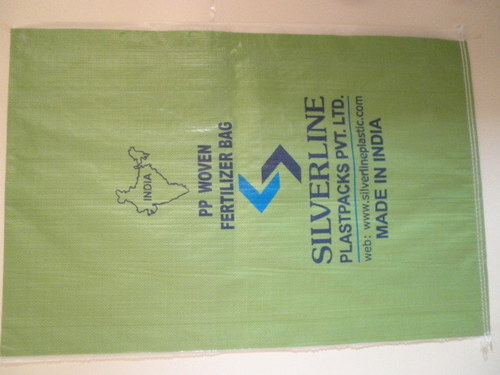 INDIA
PP WOVEN
FERTILIZER BAG
SILVERLINE
PLASTPACKS PVT. LTD.
web: www.silverlineplastic.com
MADE IN INDIA